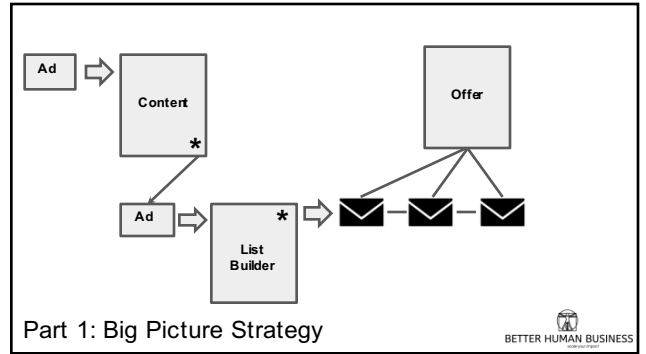 Ad
Content
*
Offer
Ad
*
List
Builder
Part 1: Big Picture Strategy
BETTER HUMAN BUSINESS